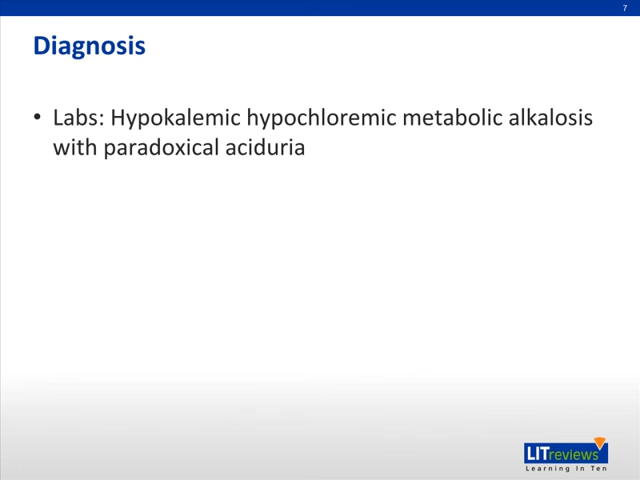 7
Diagnosis
• Labs: Hypokalemic hypochloremic metabolic alkalosis
with paradoxical aciduria
LITreviews
Learning In Ten